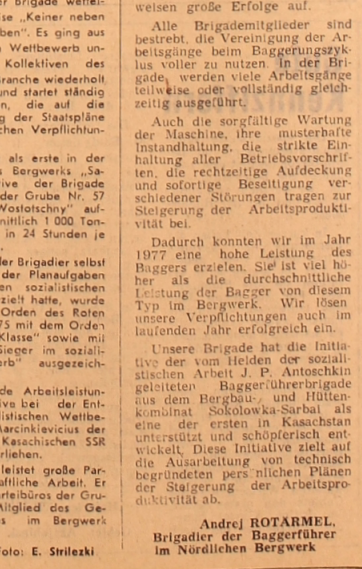 der Brigade wettei-
se „Keiner neben
ben". Es ging aus
Wettbewerb un-
Kollektiven des
ranche wiederholt
und startet ständig
n, die auf die
g der Staatspläne
chen Verpflichtun-
als erste in der
Bergwerks „Sa-
ive der Brigade
der Grube Nr. 57
Wostotschny" auf-
nittlich 1 000 Ton-
in 24 Stunden je
der Brigadier selbst
der Planaufgaben
en sozialistischen
zielt hatte, wurde
Orden des Roten
75 mit dem Orden
Klasse" sowie mit
Sieger im soziali-
erb" ausgezeich-
de Arbeitsleistun-
ive bei der Ent-
listischen Wettbe-
arcinkievicius der
Kasachischen SSR
rliehen.
leistet große Par-
aftliche Arbeit. Er
rteibüros der Gru-
Mitglied des Ge-
s im Bergwerk
Foto: E. Strilezki
weisen große Erfolge auf.
Alle Brigademitglieder sind
bestrebt, die Vereinigung der Ar-
beitsgänge beim Baggerungszyk-
lus voller zu nutzen. In der Bri-
gade werden viele Arbeitsgänge
teilweise oder vollständig gleich-
zeitig ausgeführt.
Auch die sorgfältige Wartung
der Maschine, ihre musterhafte
Instandhaltung, die strikte Ein-
haltung aller Betriebsvorschrif-
ten, die rechtzeitige Aufdeckung
und sofortige Beseitigung ver-
schiedener Störungen tragen zur
Steigerung der Arbeitsprodukti-
vität bei.
Dadurch konnten wir im Jahr
1977 eine hohe Leistung des
Baggers erzielen. Sie ist viel hö-
her als die durchschnittliche
Leistung der Bagger von diesem
Typ im Bergwerk. Wir lösen
unsere Verpflichtungen auch im
laufenden Jahr erfolgreich ein.
Unsere Brigade hat die Initia-
tive der vom Helden der soziali-
stischen Arbeit J. P. Antoschkin
geleiteten Baggerführerbrigade
aus dem Bergbau- und Hütten-
kombinat Sokolowka-Sarbai als
eine der ersten in Kasachstan
unterstützt und schöpferisch ent-
wickelt. Diese Initiative zielt auf
die Ausarbeitung von technisch
begründeten pers nlichen Plänen
der Steigerung der Arbeitspro-
duktivität ab.
Andrej ROTARMEL,
Brigadier der Baggerführer
im Nördlichen Bergwerk